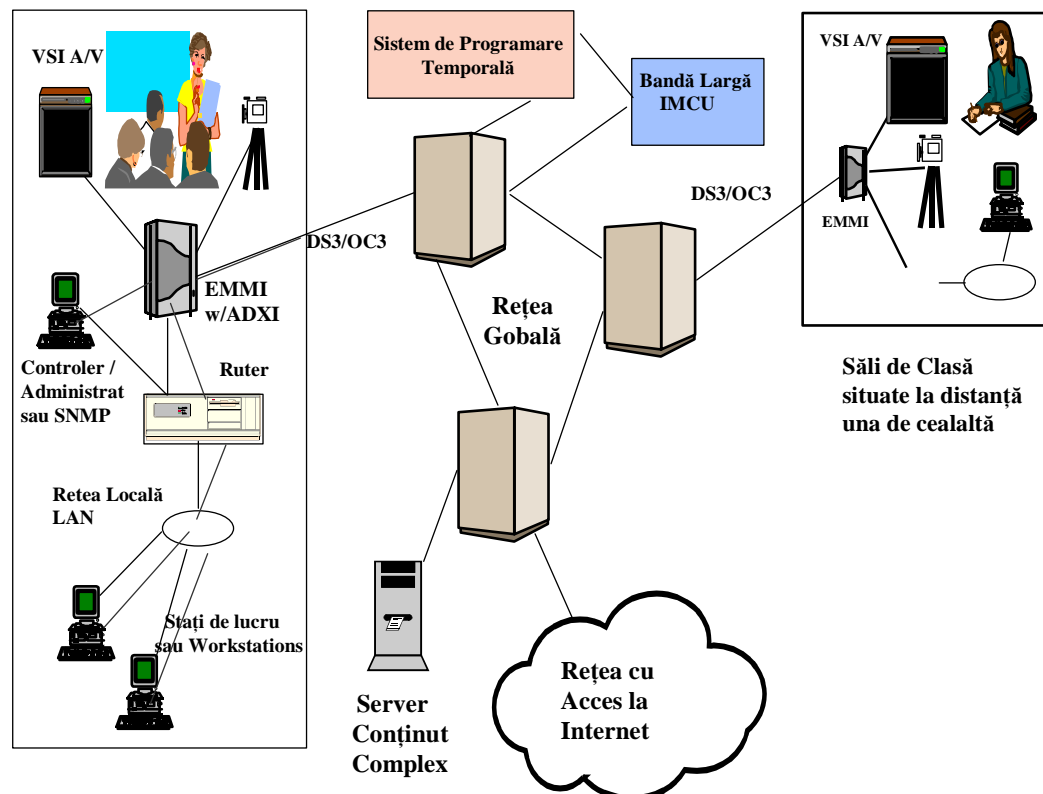 VSI A/V
Sistem de Programare
Temporală
Bandă Largă
IMCU
VSI A/V
DS3/OC3
DS3/OC3
EMMI
EMMI
w/ADXI
Controler /
Administrat
sau SNMP
Ruter
Rețea
Gobală
Săli de Clasă
situate la distanță
una de cealaltă
Retea Locală
LAN
Stați de lucru
sau Workstations
Server
Conținut
Complex
Rețea cu
Acces la
Internet